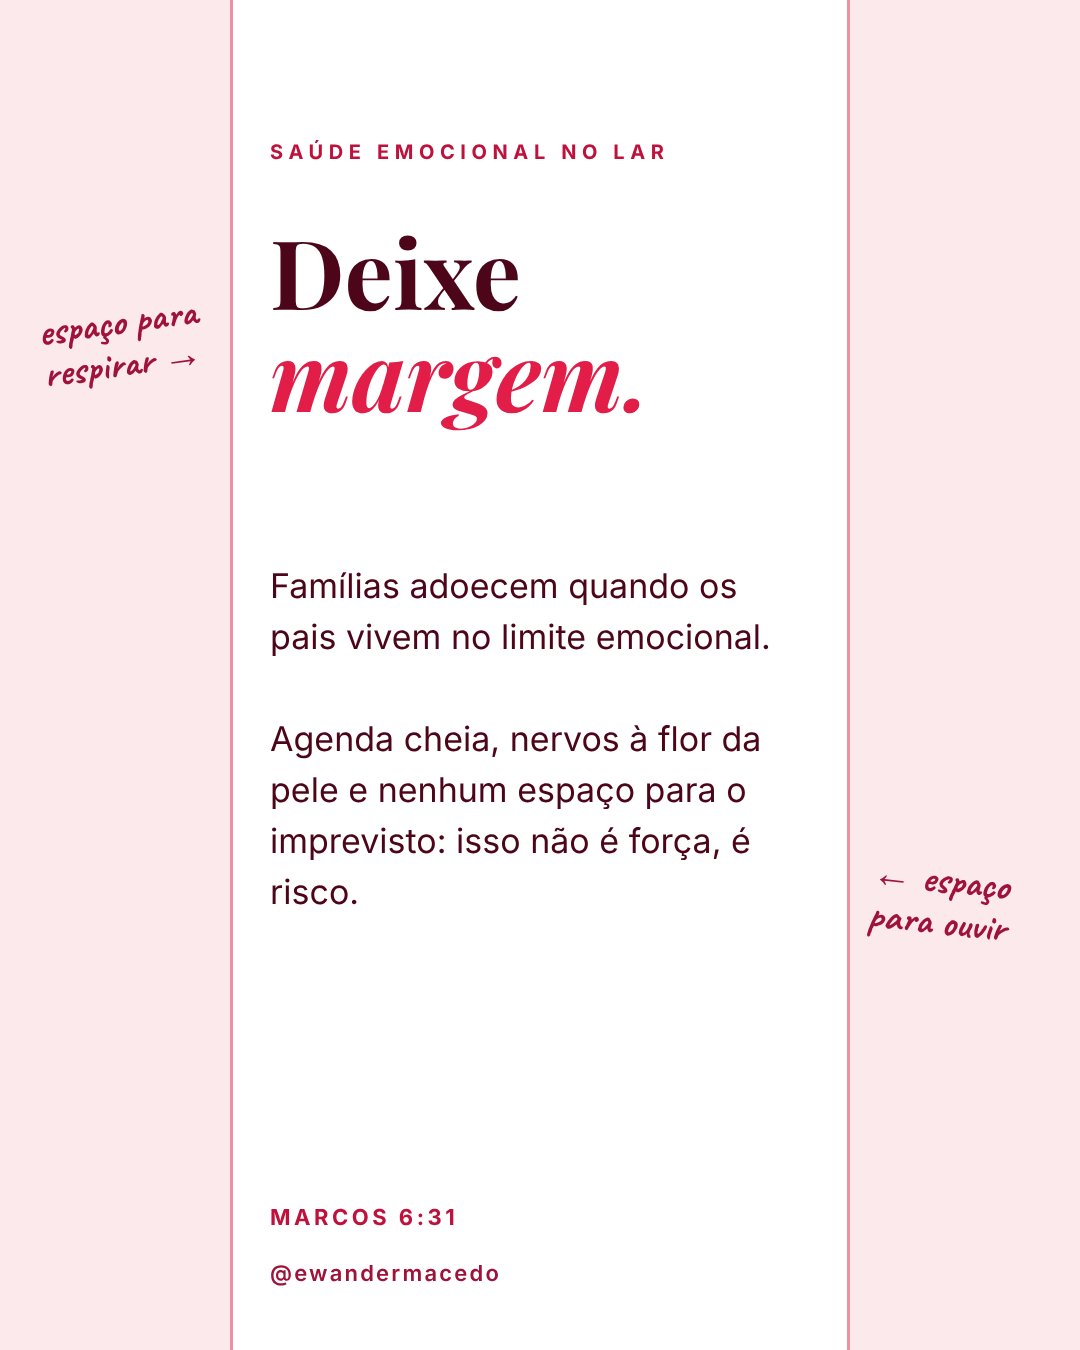 SAÚDE EMOCIONAL NO LAR
Deixe
margem.
espaço para
respirar →
Famílias adoecem quando os
pais vivem no limite emocional.
Agenda cheia, nervos à flor da
pele e nenhum espaço para o
imprevisto: isso não é força, é
risco.
← espaço
para ouvir
MARCOS 6:31
@ewandermacedo